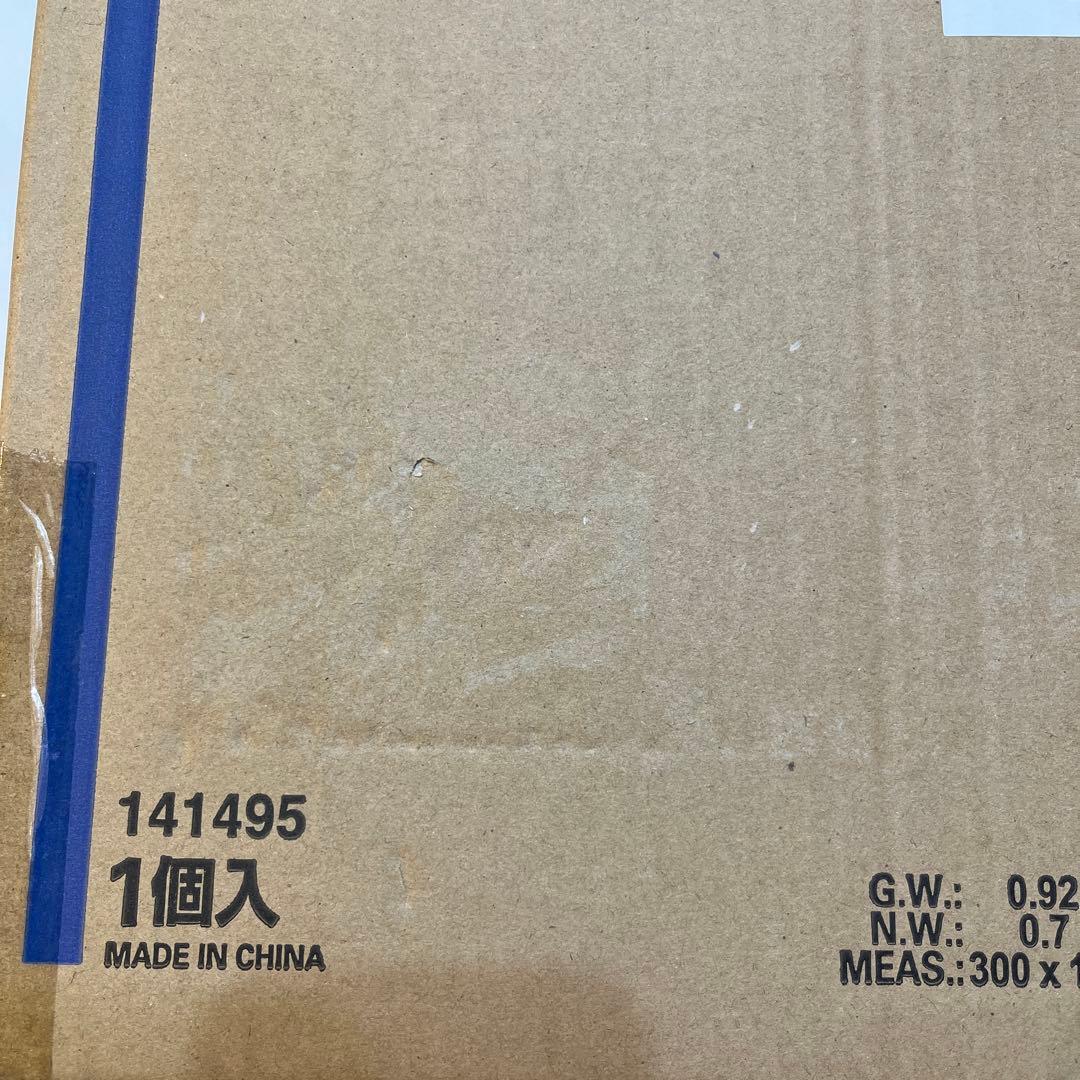 141495
1個入
MADE IN CHINA
G.W.: 0.92
N.W.: 0.7
MEAS.:300 x 1